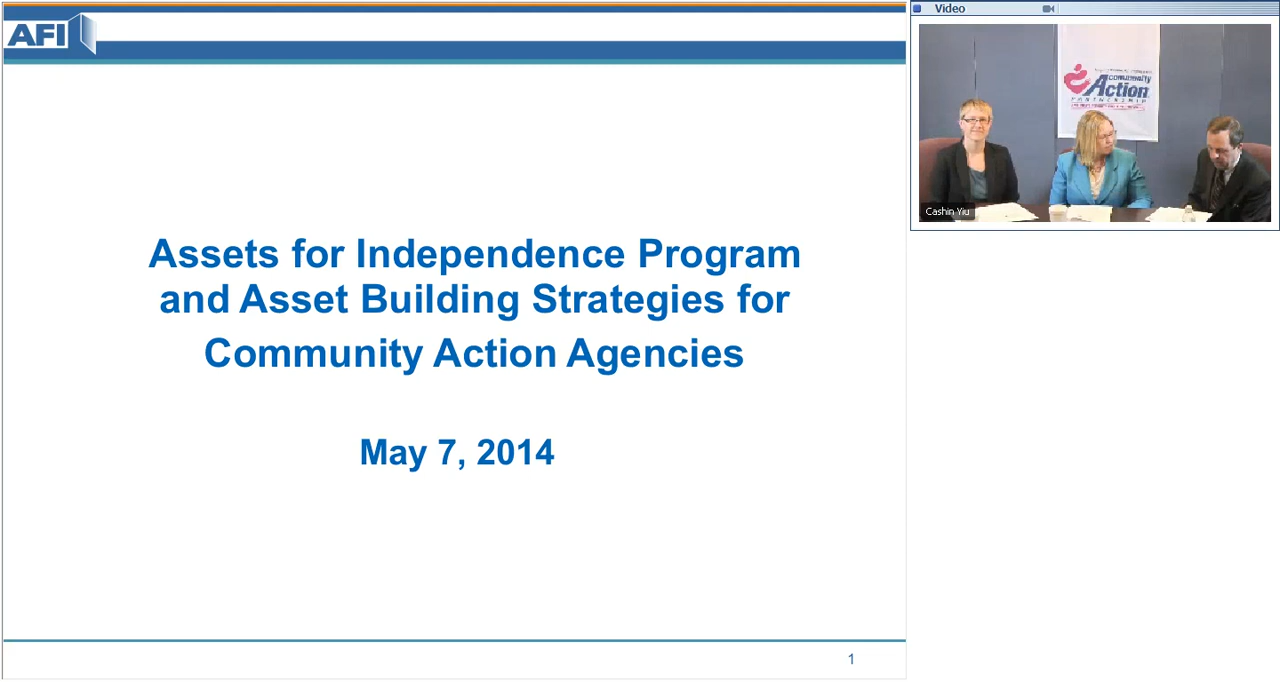 AFI
Assets for Independence Program
and Asset Building Strategies for
Community Action Agencies
May 7, 2014
1
Video
Community
Action
PARTNERSHIP
Cashin Yiu